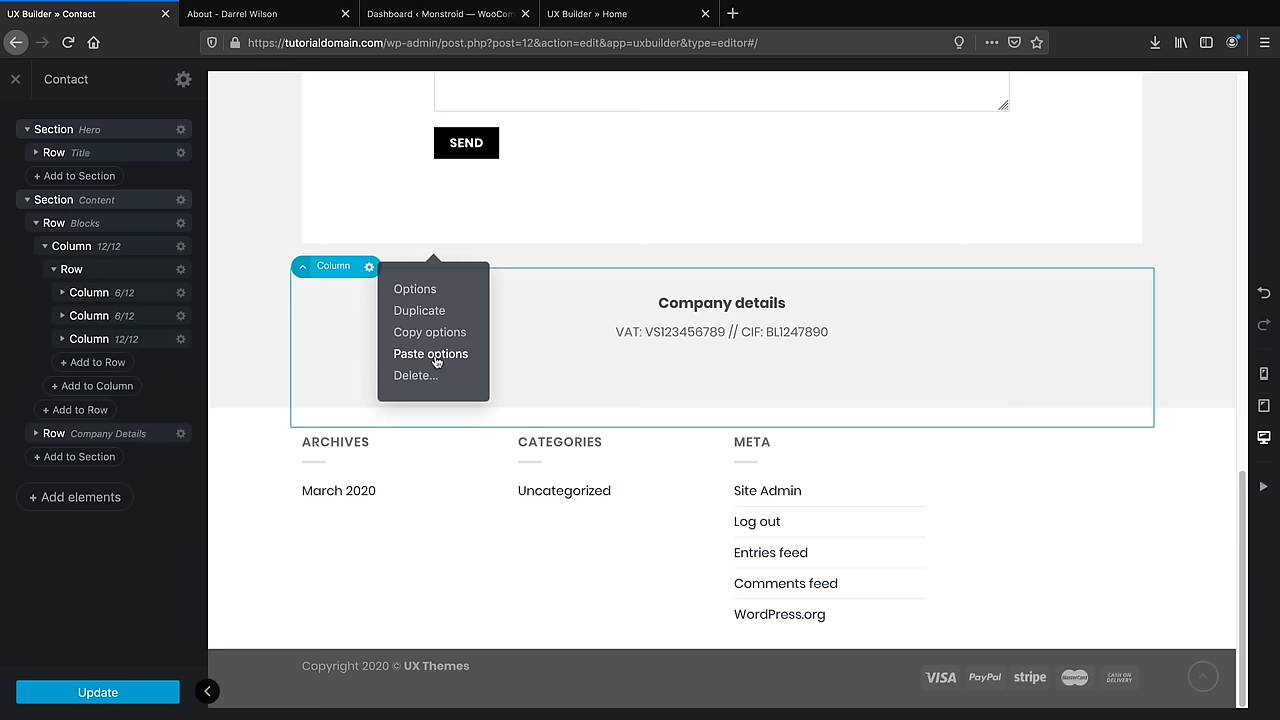 UX Builder » Contact
About - Darrel Wilson
Dashboard ‹ Monstroid — WooCom
UX Builder » Home
https://tutorialdomain.com/wp-admin/post.php?post=12&action=edit&app=uxbuilder&type=editor#/
Contact
Section Hero
Row Title
+ Add to Section
Section Content
Row Blocks
Column 12/12
Row
Column 6/12
Column 6/12
Column 12/12
+ Add to Row
+ Add to Column
+ Add to Row
Row Company Details
+ Add to Section
+ Add elements
Update
SEND
Column
Options
Duplicate
Copy options
Paste options
Delete...
Company details
VAT: VS123456789 // CIF: BL1247890
ARCHIVES
March 2020
CATEGORIES
Uncategorized
META
Site Admin
Log out
Entries feed
Comments feed
WordPress.org
Copyright 2020 © UX Themes
VISA
PayPal
stripe
MasterCard
CASH ON
DELIVERY